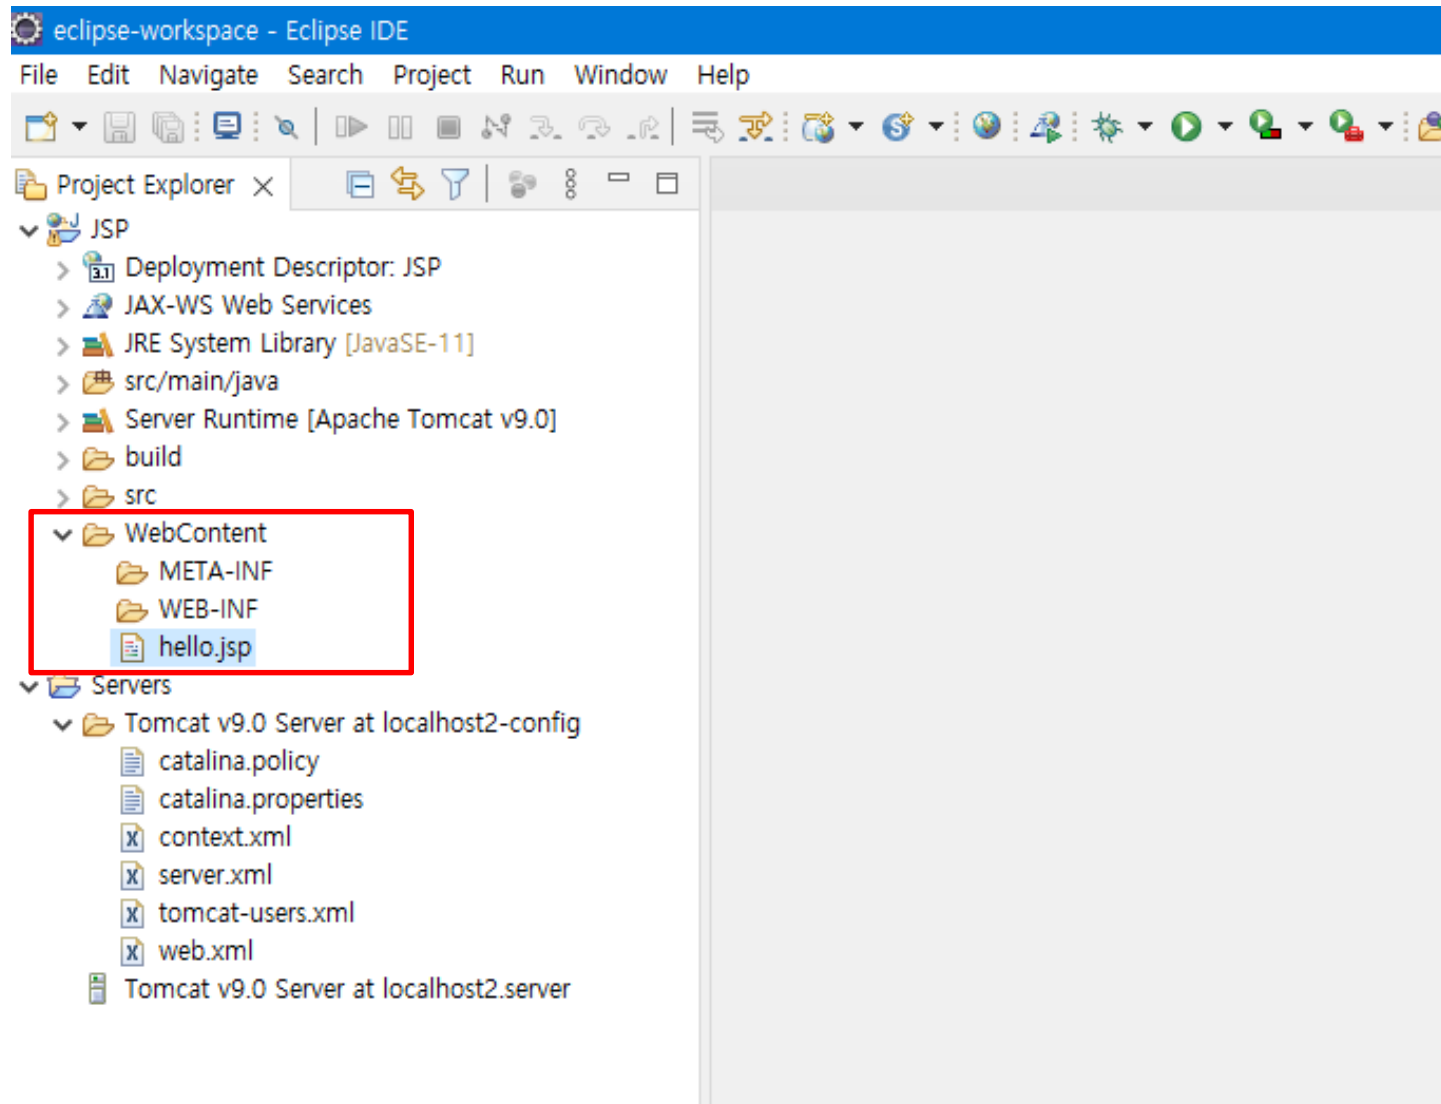 eclipse-workspace - Eclipse IDE
File Edit Navigate Search Project Run Window Help
Project Explorer
JSP
3.1 Deployment Descriptor: JSP
JAX-WS Web Services
JRE System Library [JavaSE-11]
src/main/java
Server Runtime [Apache Tomcat v9.0]
build
src
WebContent
META-INF
WEB-INF
hello.jsp
Servers
Tomcat v9.0 Server at localhost2-config
catalina.policy
catalina.properties
context.xml
server.xml
tomcat-users.xml
web.xml
Tomcat v9.0 Server at localhost2.server